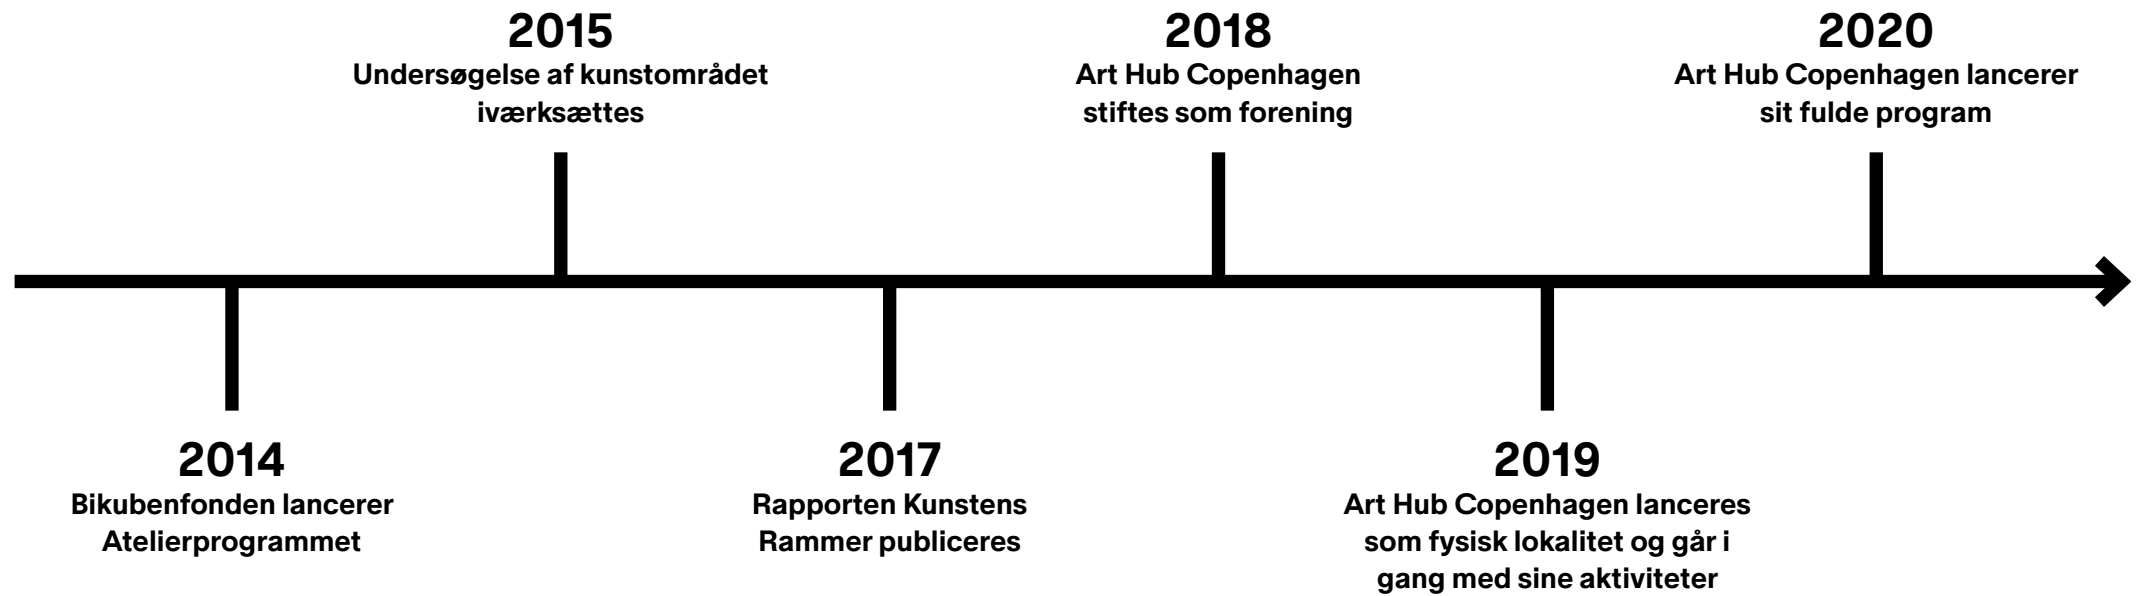 2015
Undersøgelse af kunstområdet
iværksættes
2018
Art Hub Copenhagen
stiftes som forening
2020
Art Hub Copenhagen lancerer
sit fulde program
2014
Bikubenfonden lancerer
Atelierprogrammet
2017
Rapporten Kunstens
Rammer publiceres
2019
Art Hub Copenhagen lanceres
som fysisk lokalitet og går i
gang med sine aktiviteter